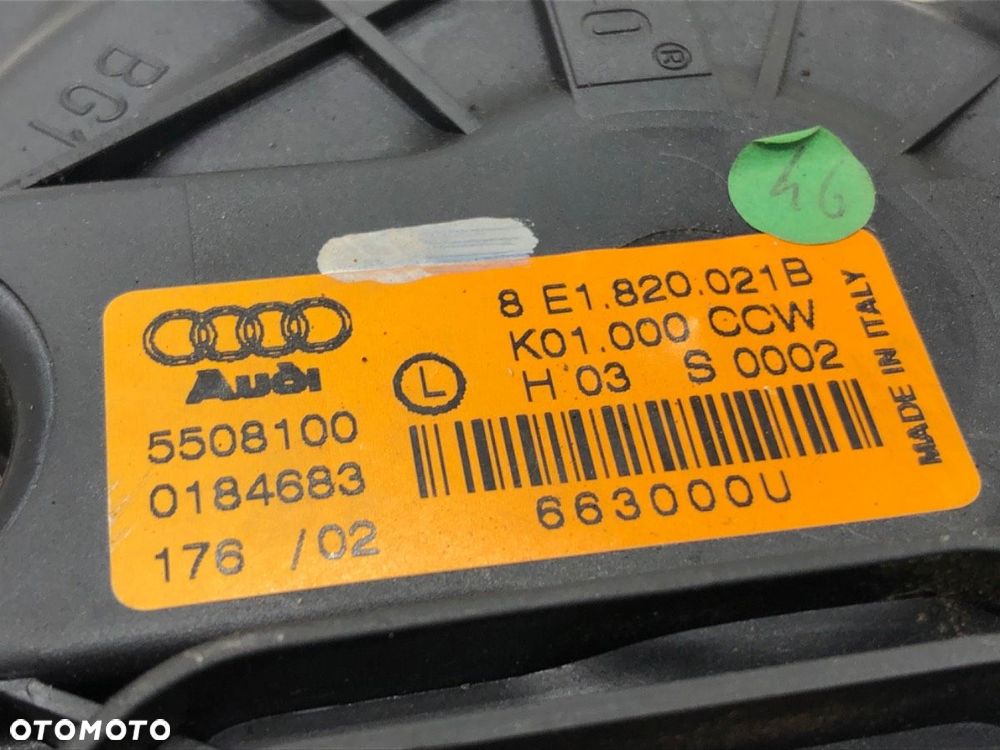 BG1
®
46
8 E1.820.021B
K01.000 CCW
H 03 S 0002
MADE IN ITALY
Audi
L
5508100
0184683
176 /02
663000U
OTOMOTO